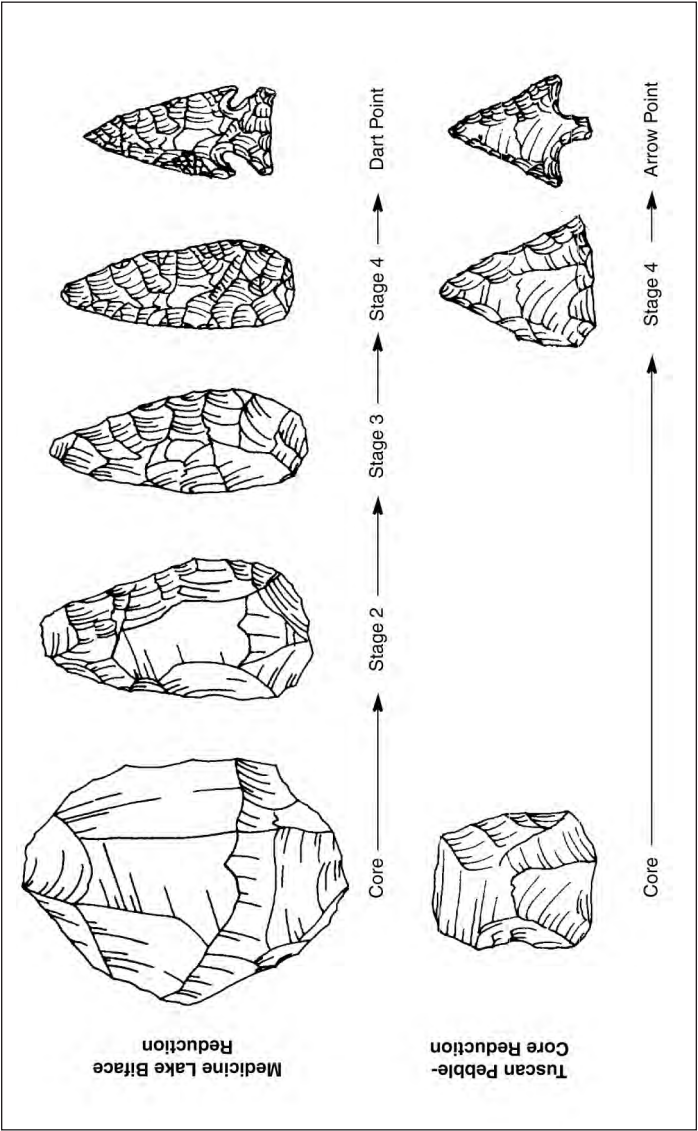 Medicine Lake Biface
Reduction
Core
Stage 2
Stage 3
Stage 4
Dart Point
Tuscan Pebble-
Core Reduction
Core
Stage 4
Arrow Point